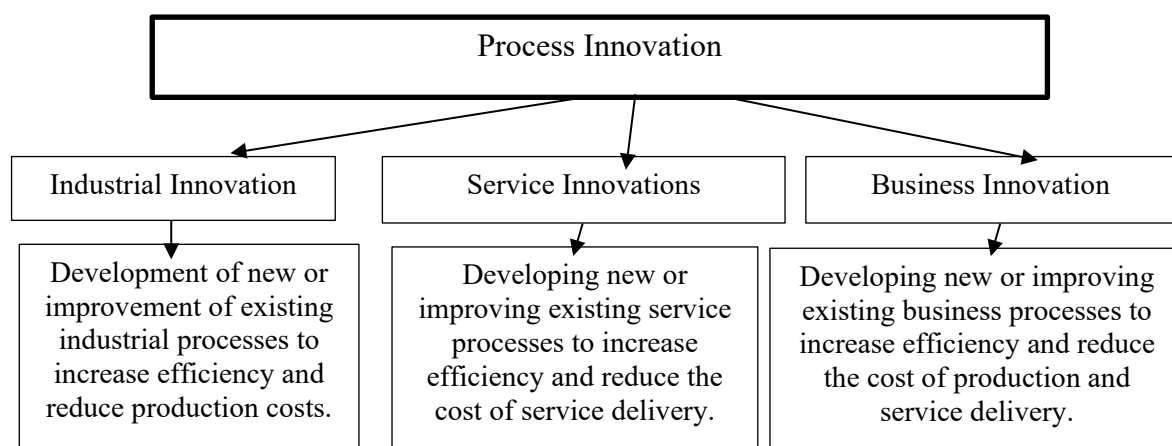 Process Innovation
Industrial Innovation
Service Innovations
Business Innovation
Development of new or
improvement of existing
industrial processes to
increase efficiency and
reduce production costs.
Developing new or
improving existing service
processes to increase
efficiency and reduce the
cost of service delivery.
Developing new or improving
existing business processes to
increase efficiency and reduce
the cost of production and
service delivery.